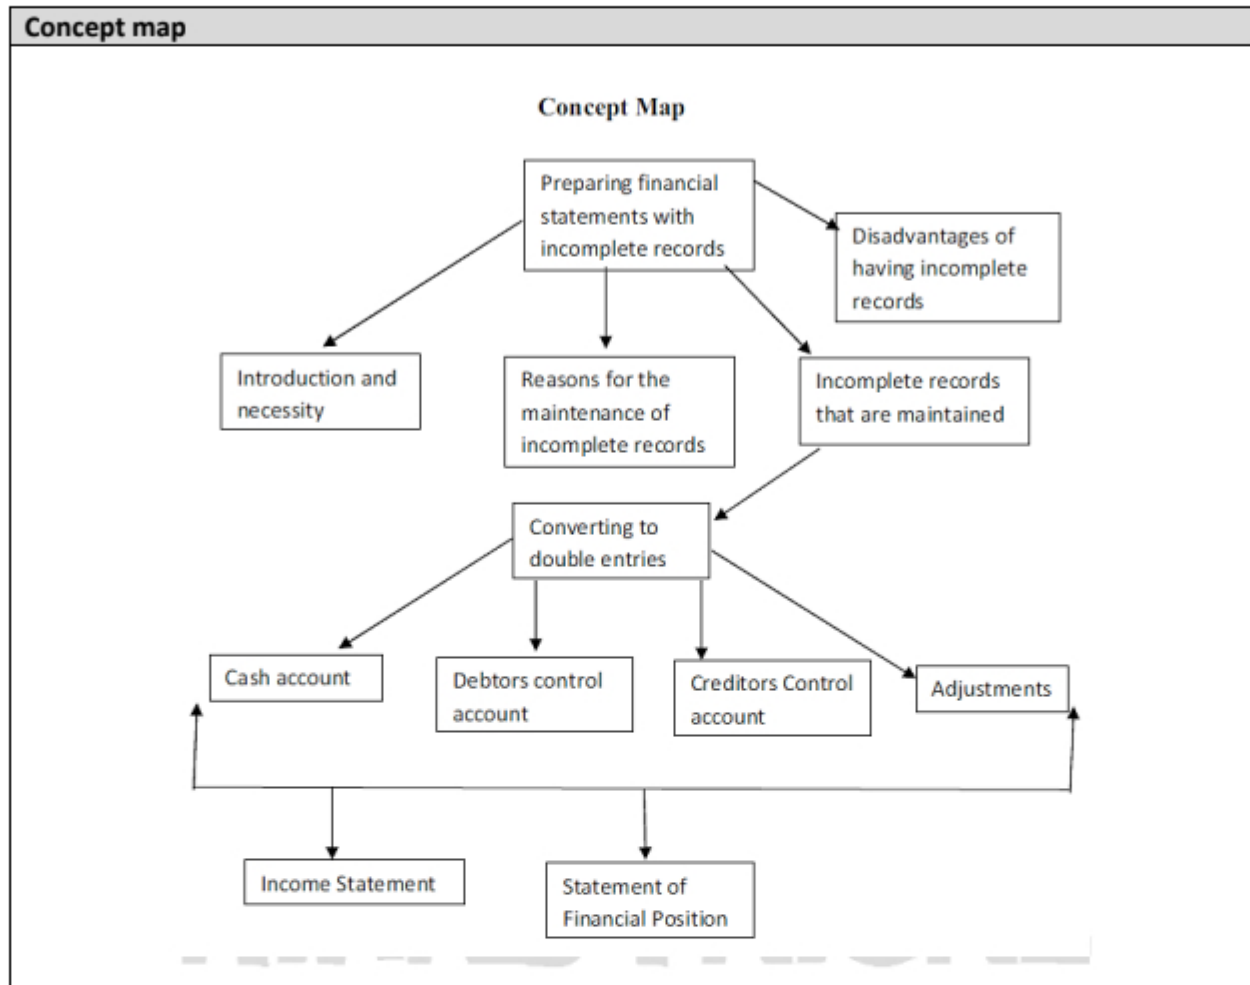 Concept map
Concept Map
Preparing financial
statements with
incomplete records
Disadvantages of
having incomplete
records
Introduction and
necessity
Reasons for the
maintenance of
incomplete records
Incomplete records
that are maintained
Converting to
double entries
Cash account
Debtors control
account
Creditors Control
account
Adjustments
Income Statement
Statement of
Financial Position